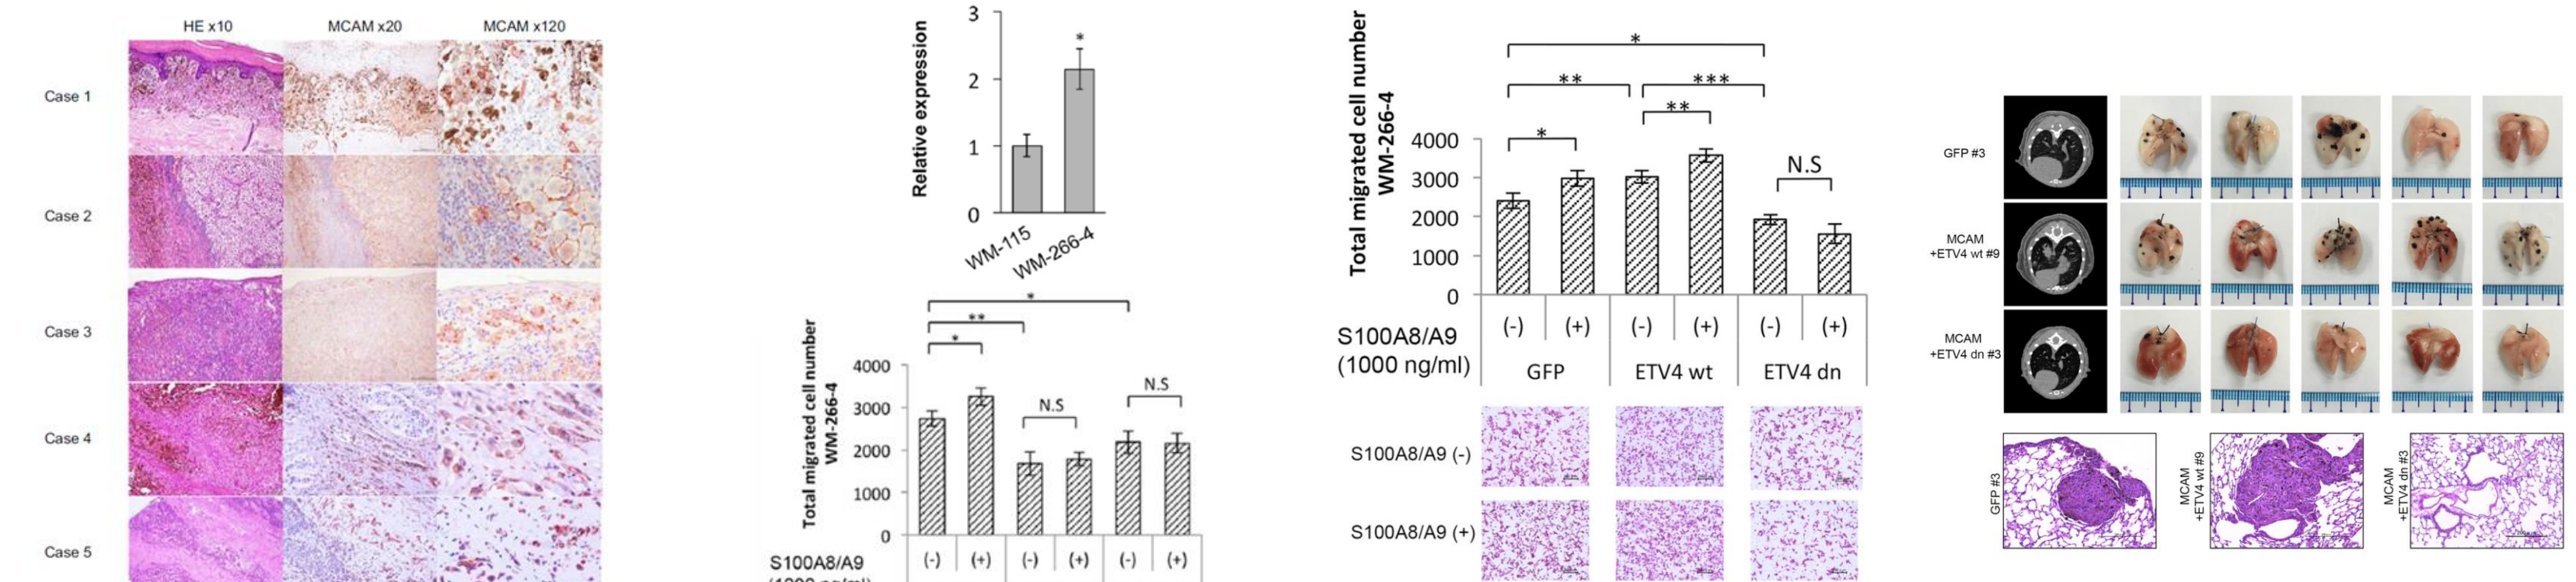 HE x10 MCAM x20 MCAM x120
Case 1
Case 2
Case 3
Case 4
Case 5
Relative expression
3
2
1
0
*
WM-115 WM-266-4
Total migrated cell number
WM-266-4
4000
3000
2000
1000
0
*
**
*
N.S
N.S
S100A8/A9 (-) (+) (-) (+) (-) (+)
Total migrated cell number
WM-266-4
4000
3000
2000
1000
0
*
** ***
**
*
N.S
S100A8/A9
(1000 ng/ml)
(-) (+) (-) (+) (-) (+)
GFP ETV4 wt ETV4 dn
S100A8/A9 (-)
S100A8/A9 (+)
GFP #3
MCAM
+ETV4 wt #9
MCAM
+ETV4 dn #3
GFP #3
MCAM
+ETV4 wt #9
MCAM
+ETV4 dn #3